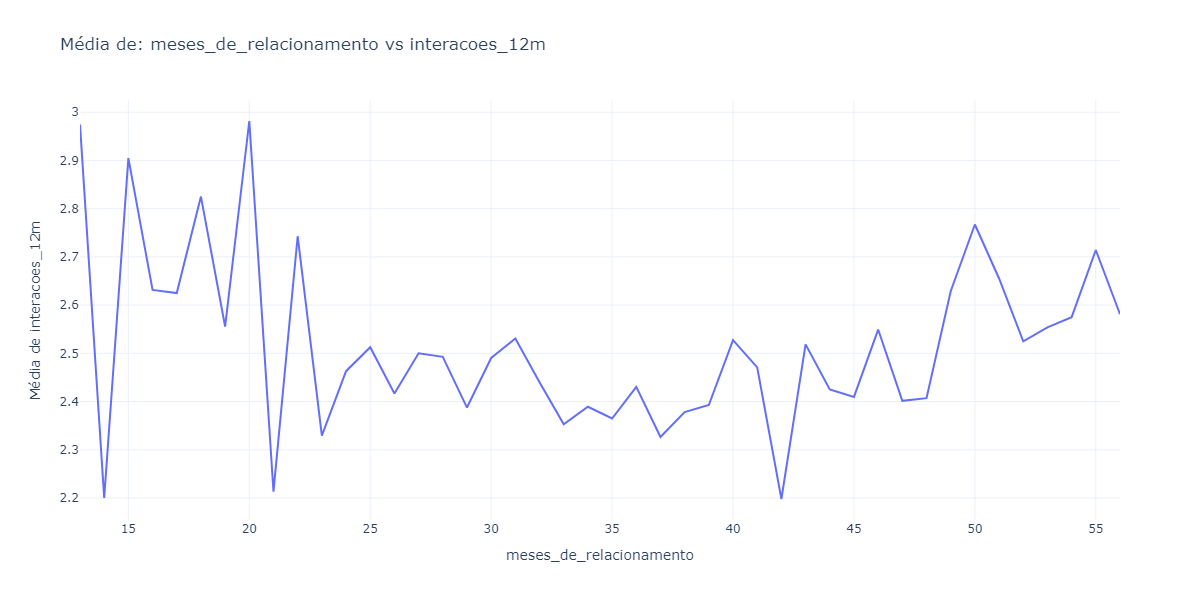 Média de: meses_de_relacionamento vs interacoes_12m
Média de interacoes_12m
3
2.9
2.8
2.7
2.6
2.5
2.4
2.3
2.2
15 20 25 30 35 40 45 50 55
meses_de_relacionamento